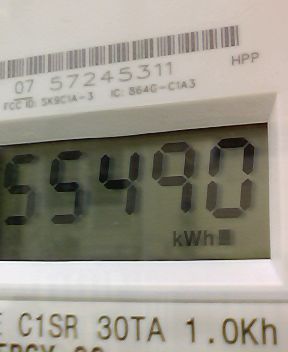 HPP
07 57245311
FCC ID: SK9C1A-3 IC: 864G-C1A3
55490
kWh
C1SR 30TA 1.0Kh